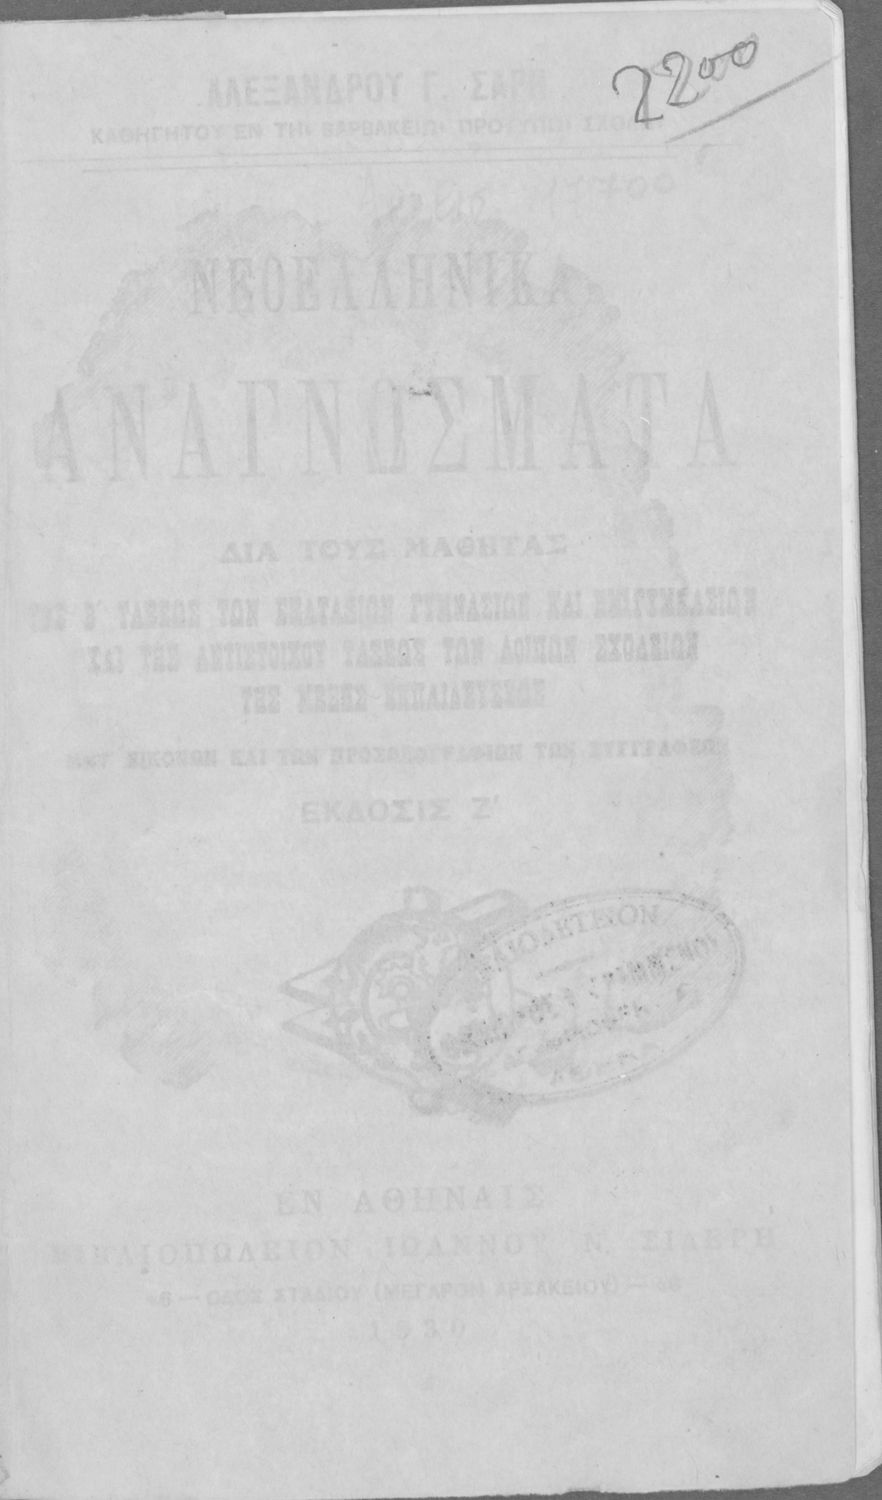 2200
ΑΛΕΞΑΝΔΡΟΥ Γ. ΣΑΡΗ
ΚΑΘΗΓΗΤΟΥ ΕΝ ΤΗι ΒΑΡΒΑΚΕΙΩι ΠΡΟΤΥΠΩι ΣΧΟΛΗι
ΝΕΟΕΛΛΗΝΙΚΑ
ΑΝΑΓΝΩΣΜΑΤΑ
ΔΙΑ ΤΟΥΣ ΜΑΘΗΤΑΣ
ΤΗΣ Β΄ ΤΑΞΕΩΣ ΤΩΝ ΕΞΑΤΑΞΙΩΝ ΓΥΜΝΑΣΙΩΝ ΚΑΙ ΗΜΙΓΥΜΝΑΣΙΩΝ
ΚΑΙ ΤΗΣ ΑΝΤΙΣΤΟΙΧΟΥ ΤΑΞΕΩΣ ΤΩΝ ΛΟΙΠΩΝ ΣΧΟΛΕΙΩΝ
ΤΗΣ ΜΕΣΗΣ ΕΚΠΑΙΔΕΥΣΕΩΣ
ΜΕΤ' ΕΙΚΟΝΩΝ ΚΑΙ ΤΩΝ ΠΡΟΣΩΠΟΓΡΑΦΙΩΝ ΤΩΝ ΣΥΓΓΡΑΦΕΩΝ
ΕΚΔΟΣΙΣ Ζ'
ΕΝ ΑΘΗΝΑΙΣ
ΒΙΒΛΙΟΠΩΛΕΙΟΝ ΙΩΑΝΝΟΥ Ν. ΣΙΔΕΡΗ
46 — ΟΔΟΣ ΣΤΑΔΙΟΥ (ΜΕΓΑΡΟΝ ΑΡΣΑΚΕΙΟΥ) — 46
1930